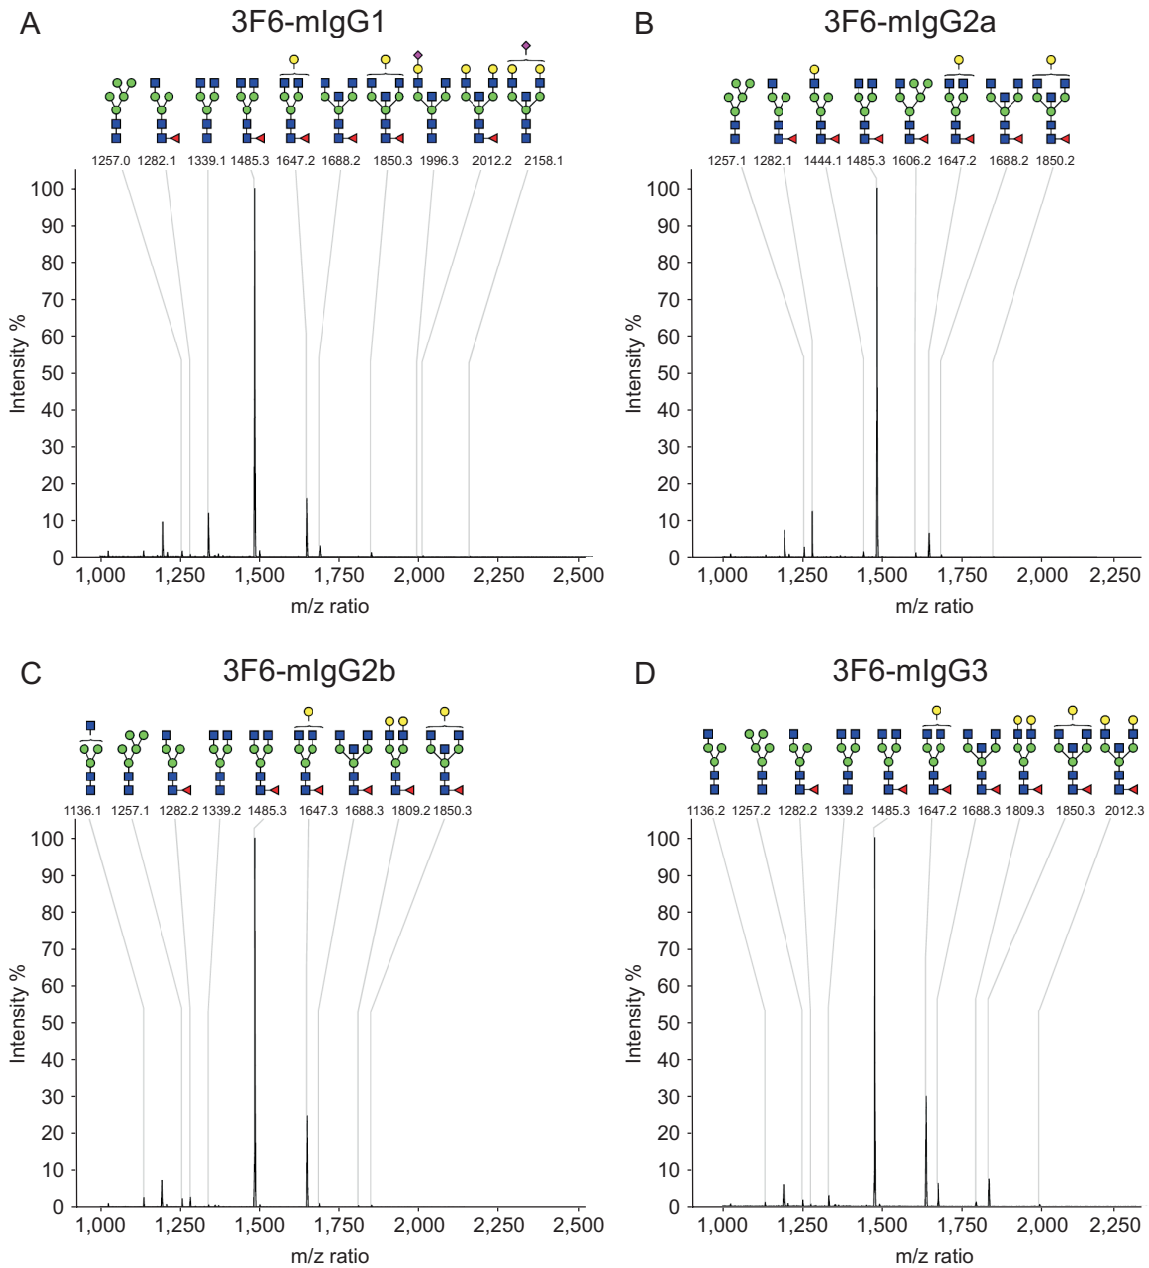 A
3F6-mIgG1
1257.0 1282.1 1339.1 1485.3 1647.2 1688.2 1850.3 1996.3 2012.2 2158.1
100
90
80
70
60
50
40
30
20
10
0
Intensity %
1,000 1,250 1,500 1,750 2,000 2,250 2,500
m/z ratio
B
3F6-mIgG2a
1257.1 1282.1 1444.1 1485.3 1606.2 1647.2 1688.2 1850.2
100
90
80
70
60
50
40
30
20
10
0
Intensity %
1,000 1,250 1,500 1,750 2,000 2,250
m/z ratio
C
3F6-mIgG2b
1136.1 1257.1 1282.2 1339.2 1485.3 1647.3 1688.3 1809.2 1850.3
100
90
80
70
60
50
40
30
20
10
0
Intensity %
1,000 1,250 1,500 1,750 2,000 2,250 2,500
m/z ratio
D
3F6-mIgG3
1136.2 1257.2 1282.2 1339.2 1485.3 1647.2 1688.3 1809.3 1850.3 2012.3
100
90
80
70
60
50
40
30
20
10
0
Intensity %
1,000 1,250 1,500 1,750 2,000 2,250
m/z ratio